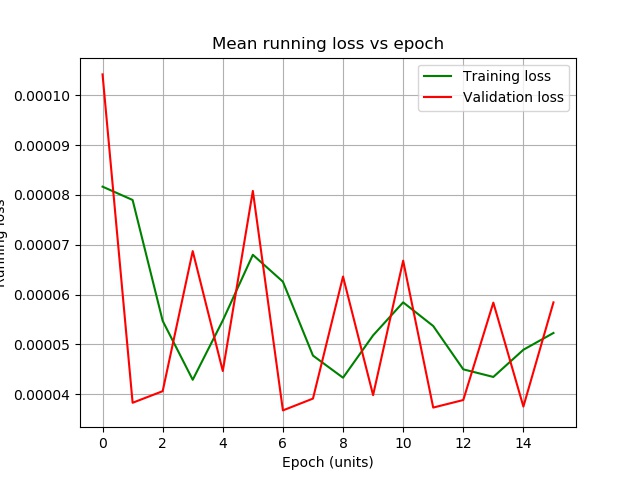 Mean running loss vs epoch
Training loss
Validation loss
0.00010
0.00009
0.00008
0.00007
0.00006
0.00005
0.00004
Running loss
0 2 4 6 8 10 12 14
Epoch (units)